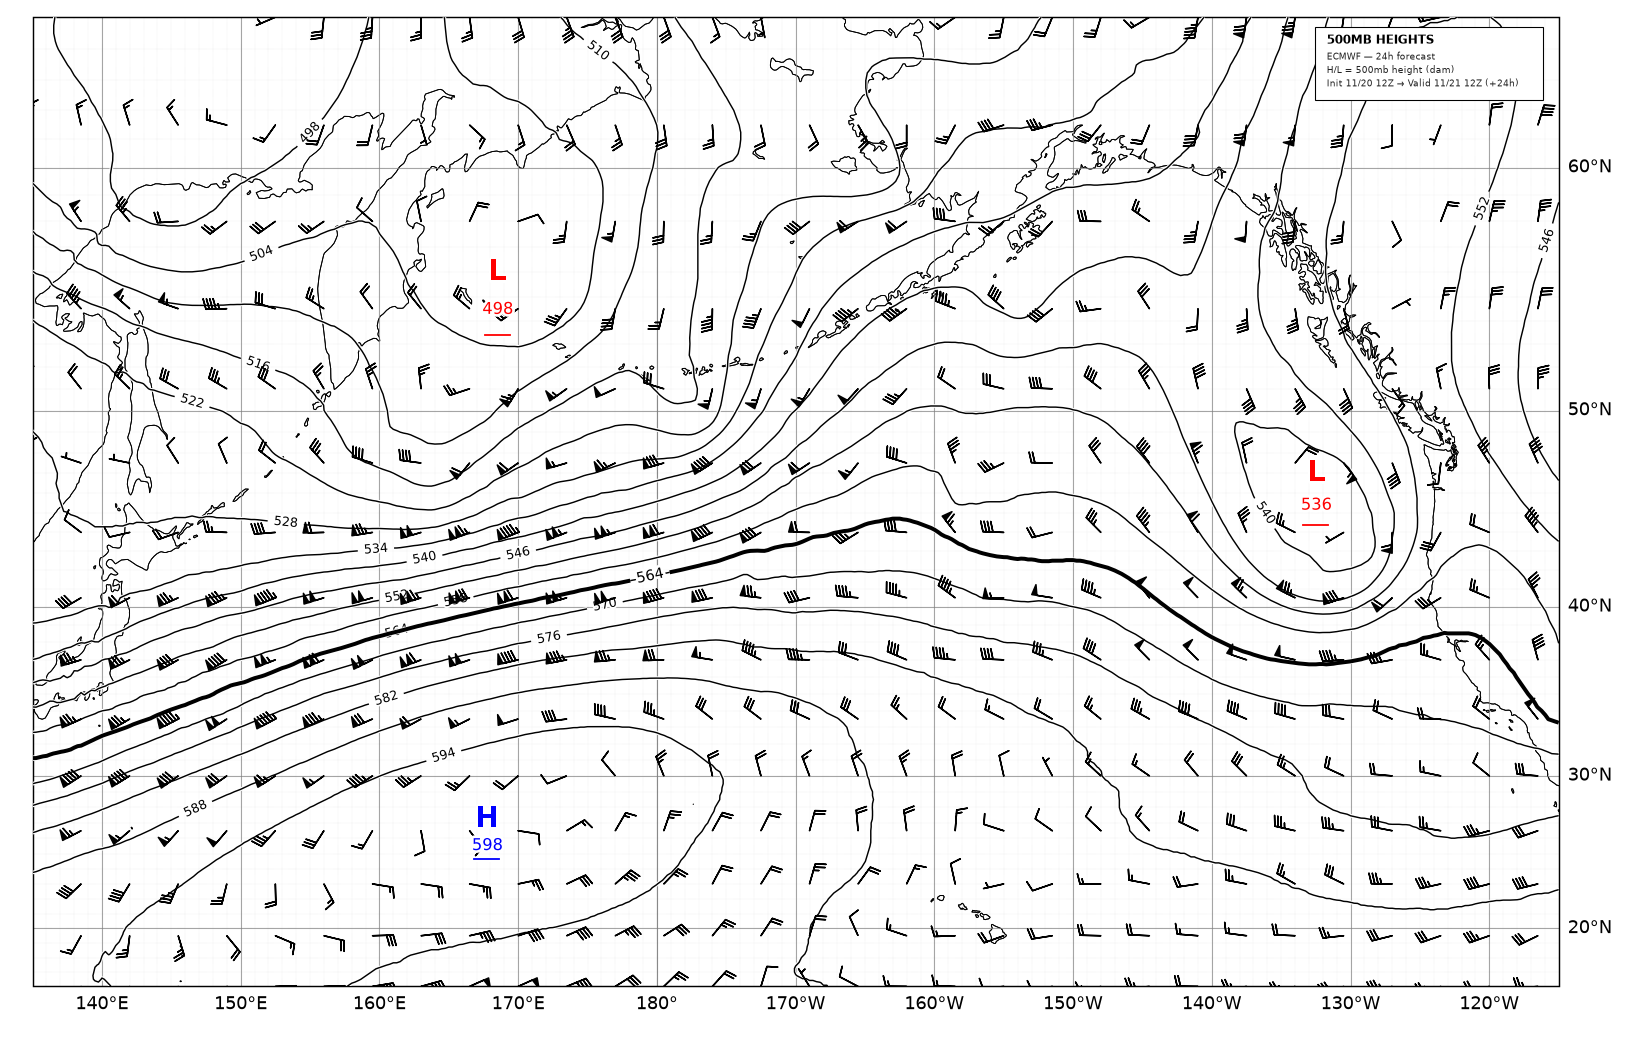 500MB HEIGHTS
ECMWF — 24h forecast
H/L = 500mb height (dam)
Init 11/20 12Z → Valid 11/21 12Z (+24h)
510
498
60°N
552
546
504
L
498
516
522
50°N
L
536
540
528
534
540
546
564
570
40°N
576
582
594
30°N
588
H
598
20°N
140°E
150°E
160°E
170°E
180°
170°W
160°W
150°W
140°W
130°W
120°W